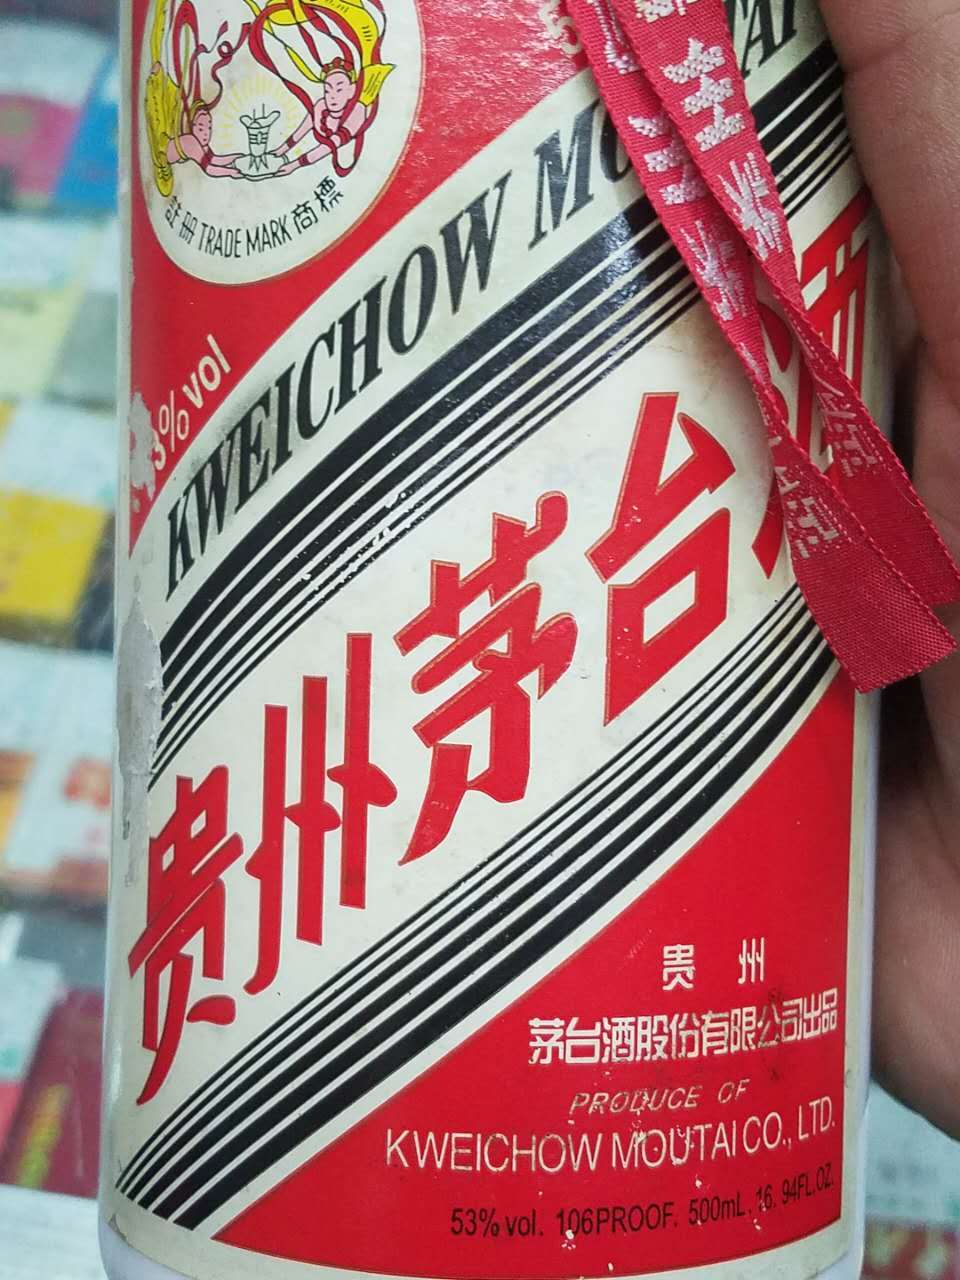 註册 TRADE MARK 商標
3%vol
KWEICHOW
贵州茅台酒
贵 州
茅台酒股份有限公司出品
PRODUCE OF
KWEICHOW MOUTAI CO., LTD.
53%vol. 106PROOF. 500mL. 16. 94FL.OZ.